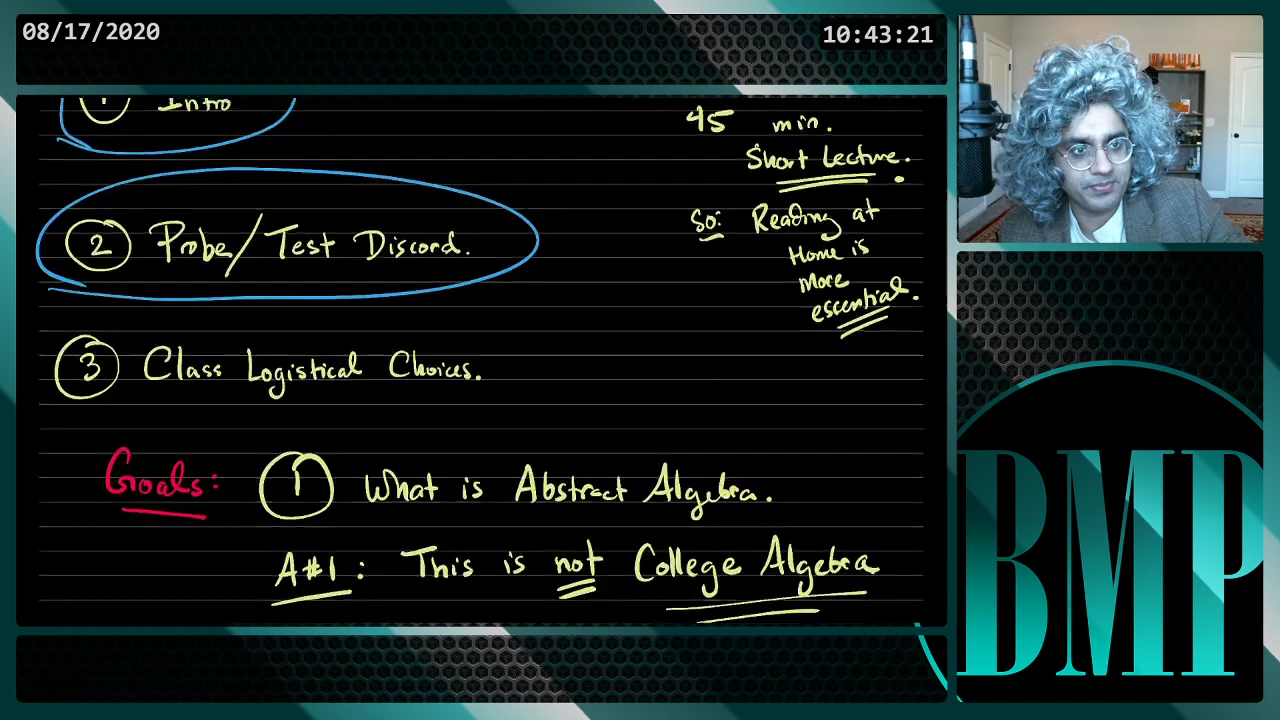 08/17/2020
10:43:21
① Intro
45 min.
Short Lecture.
② Probe/Test Discord.
So: Reading at
Home is
more
essential.
③ Class Logistical Choices.
Goals: ① What is Abstract Algebra.
A#1: This is not College Algebra
BMP